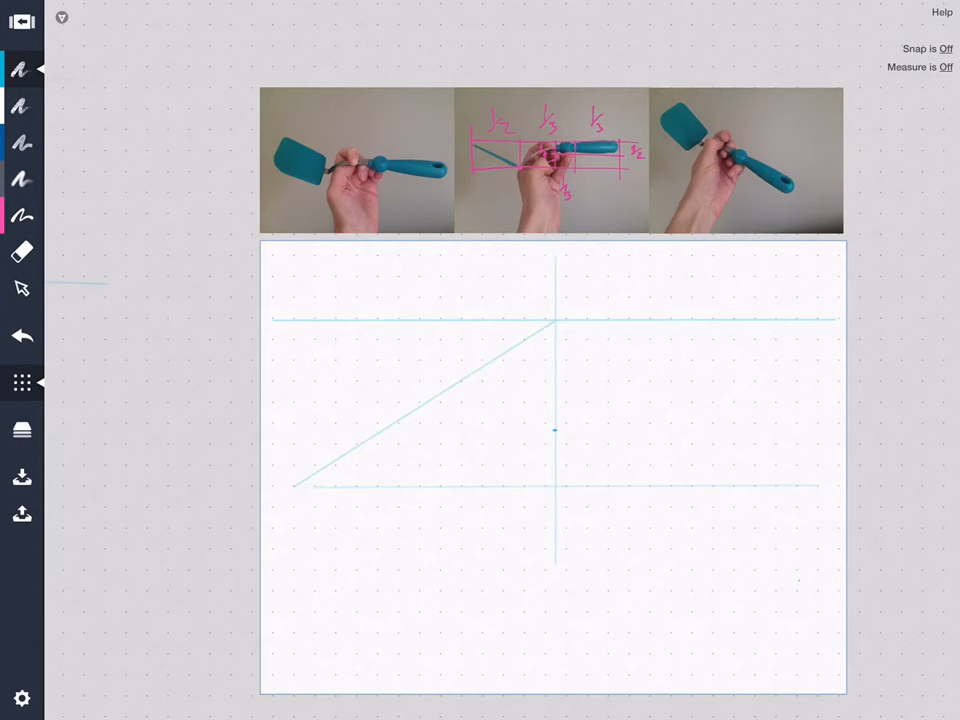 Help
Snap is Off
Measure is Off
1/2 1/3 1/3
1/2
1/3